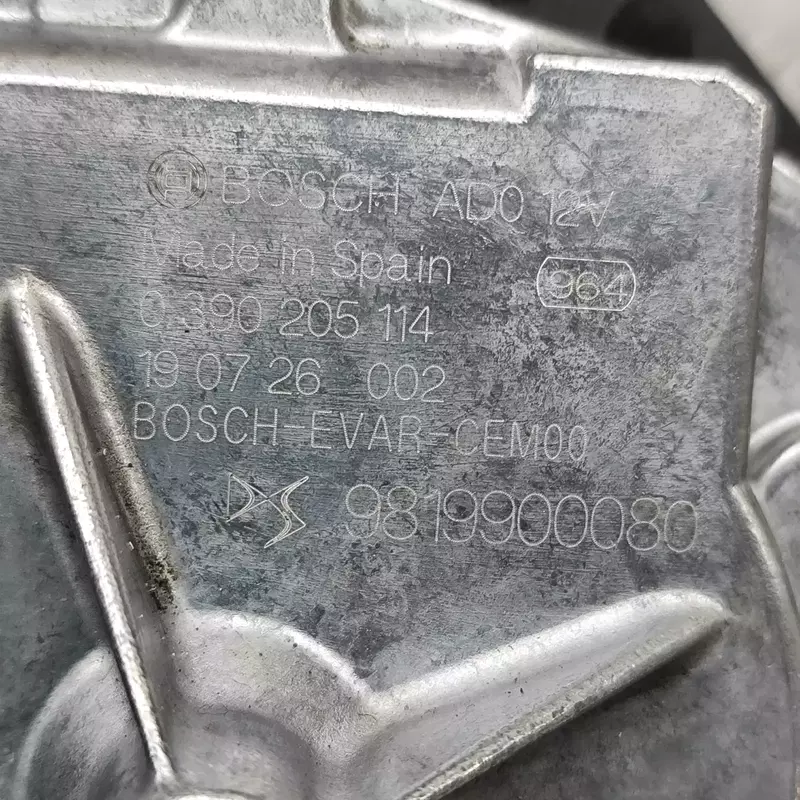 BOSCH AD0 12V
Made in Spain 964
0 390 205 114
19 07 26 002
BOSCH-EVAR-CEM00
DS 9819900080